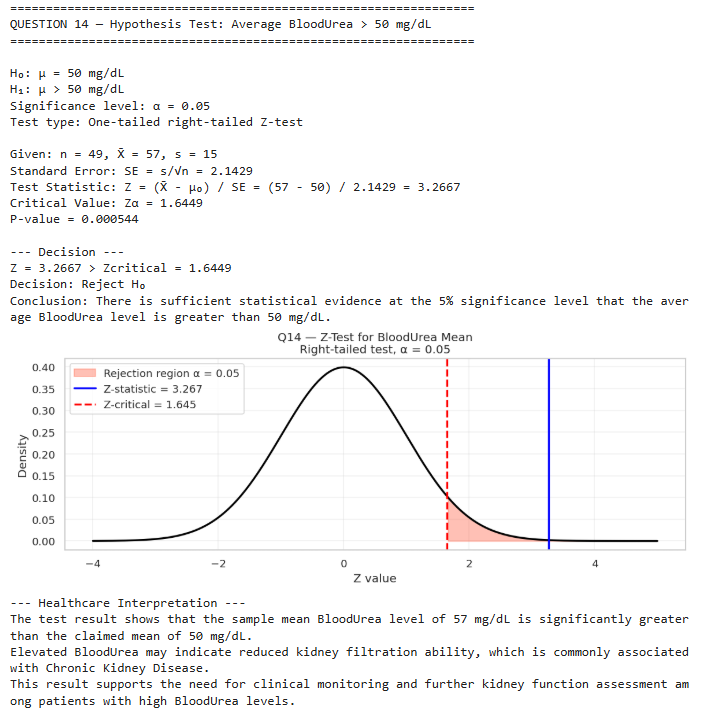 =================================================================
QUESTION 14 — Hypothesis Test: Average BloodUrea > 50 mg/dL
=================================================================
H₀: μ = 50 mg/dL
H₁: μ > 50 mg/dL
Significance level: α = 0.05
Test type: One-tailed right-tailed Z-test
Given: n = 49, X̄ = 57, s = 15
Standard Error: SE = s/√n = 2.1429
Test Statistic: Z = (X̄ - μ₀) / SE = (57 - 50) / 2.1429 = 3.2667
Critical Value: Zα = 1.6449
P-value = 0.000544
--- Decision ---
Z = 3.2667 > Zcritical = 1.6449
Decision: Reject H₀
Conclusion: There is sufficient statistical evidence at the 5% significance level that the aver
age BloodUrea level is greater than 50 mg/dL.
Q14 — Z-Test for BloodUrea Mean
Right-tailed test, α = 0.05
Rejection region α = 0.05
Z-statistic = 3.267
Z-critical = 1.645
0.40
0.35
0.30
0.25
0.20
0.15
0.10
0.05
0.00
Density
−4
−2
0
2
4
Z value
--- Healthcare Interpretation ---
The test result shows that the sample mean BloodUrea level of 57 mg/dL is significantly greater
than the claimed mean of 50 mg/dL.
Elevated BloodUrea may indicate reduced kidney filtration ability, which is commonly associated
with Chronic Kidney Disease.
This result supports the need for clinical monitoring and further kidney function assessment am
ong patients with high BloodUrea levels.